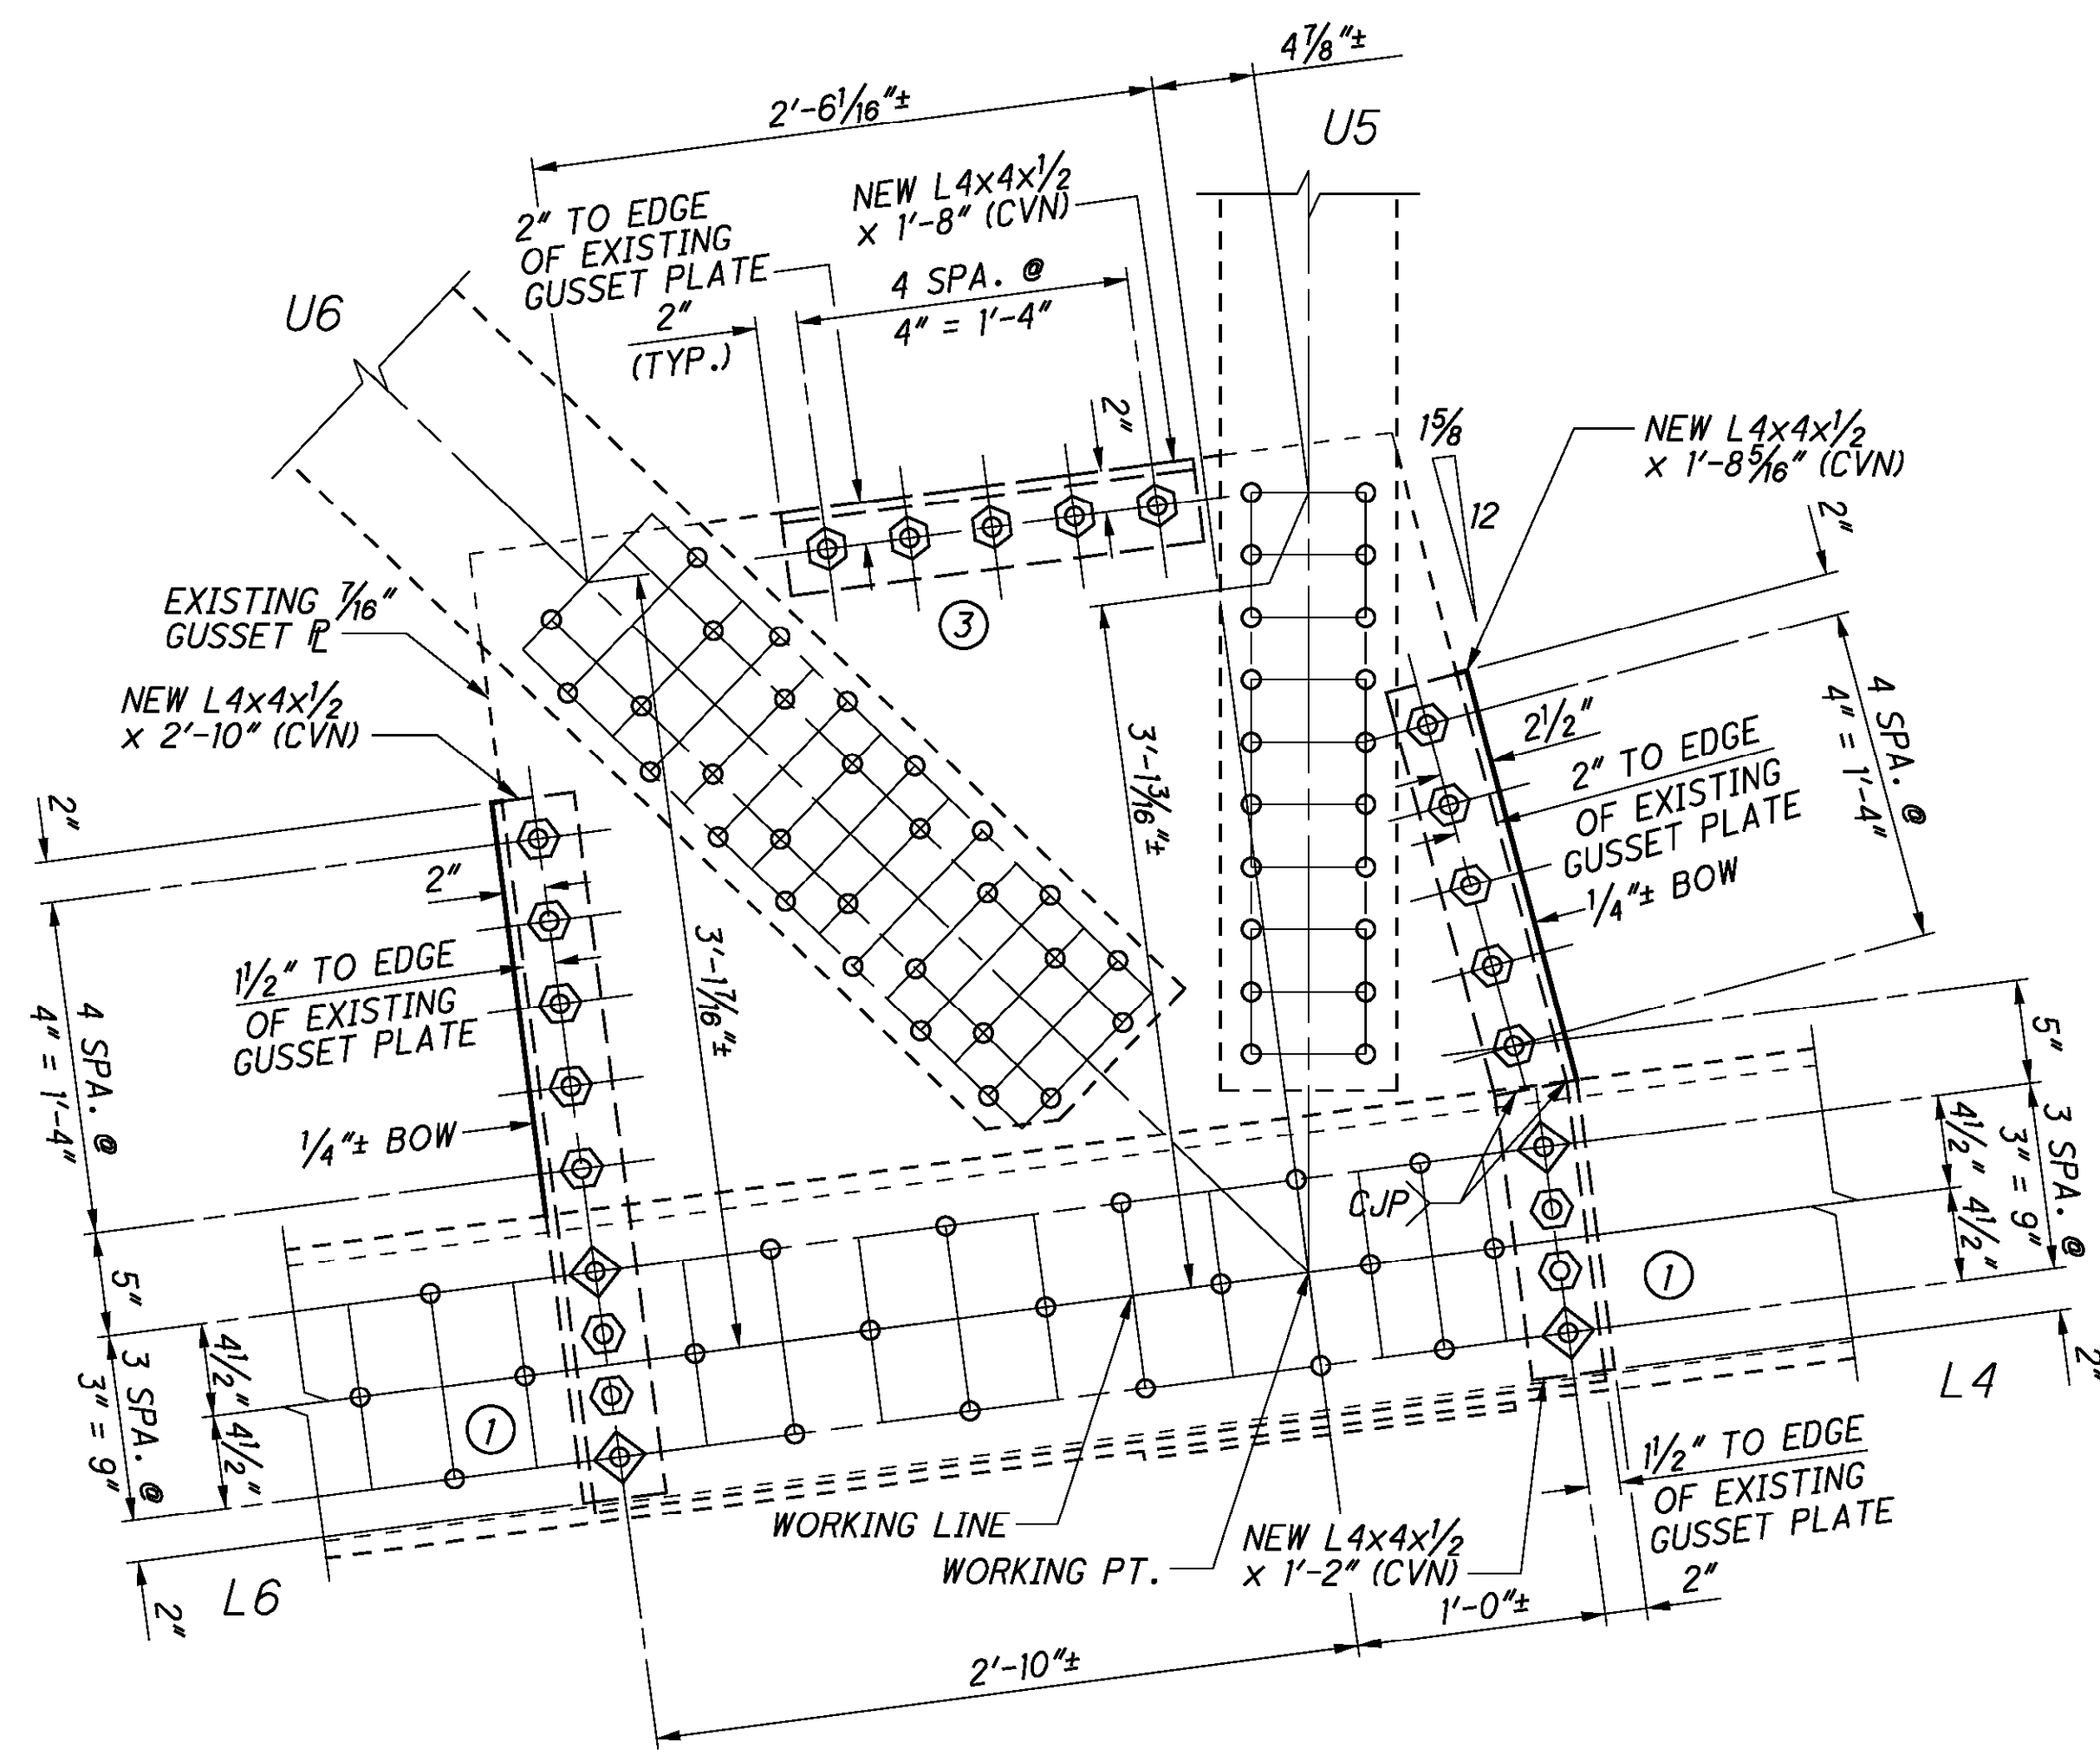 4 7/8"±
2'-6 1/16"±
U5
NEW L4x4x1/2
x 1'-8" (CVN)
2" TO EDGE
OF EXISTING
GUSSET PLATE
4 SPA. @
4" = 1'-4"
2"
(TYP.)
U6
2"
1 5/8
12
NEW L4x4x1/2
x 1'-8 5/16" (CVN)
2"
EXISTING 7/16"
GUSSET ℄
3
NEW L4x4x1/2
x 2'-10" (CVN)
2 1/2"
4 SPA. @
4" = 1'-4"
2" TO EDGE
OF EXISTING
GUSSET PLATE
3'-1 3/16"±
1/4"± BOW
2"
2"
3'-1 7/16"±
1 1/2" TO EDGE
OF EXISTING
GUSSET PLATE
4 SPA. @
4" = 1'-4"
1/4"± BOW
5"
3 SPA. @
3" = 9"
4 1/2" 4 1/2"
CJP
1
5"
4 1/2" 4 1/2"
3 SPA. @
3" = 9"
1
L4
2"
1 1/2" TO EDGE
OF EXISTING
GUSSET PLATE
WORKING LINE
WORKING PT.
NEW L4x4x1/2
x 1'-2" (CVN)
2"
L6
2"
1'-0"±
2'-10"±